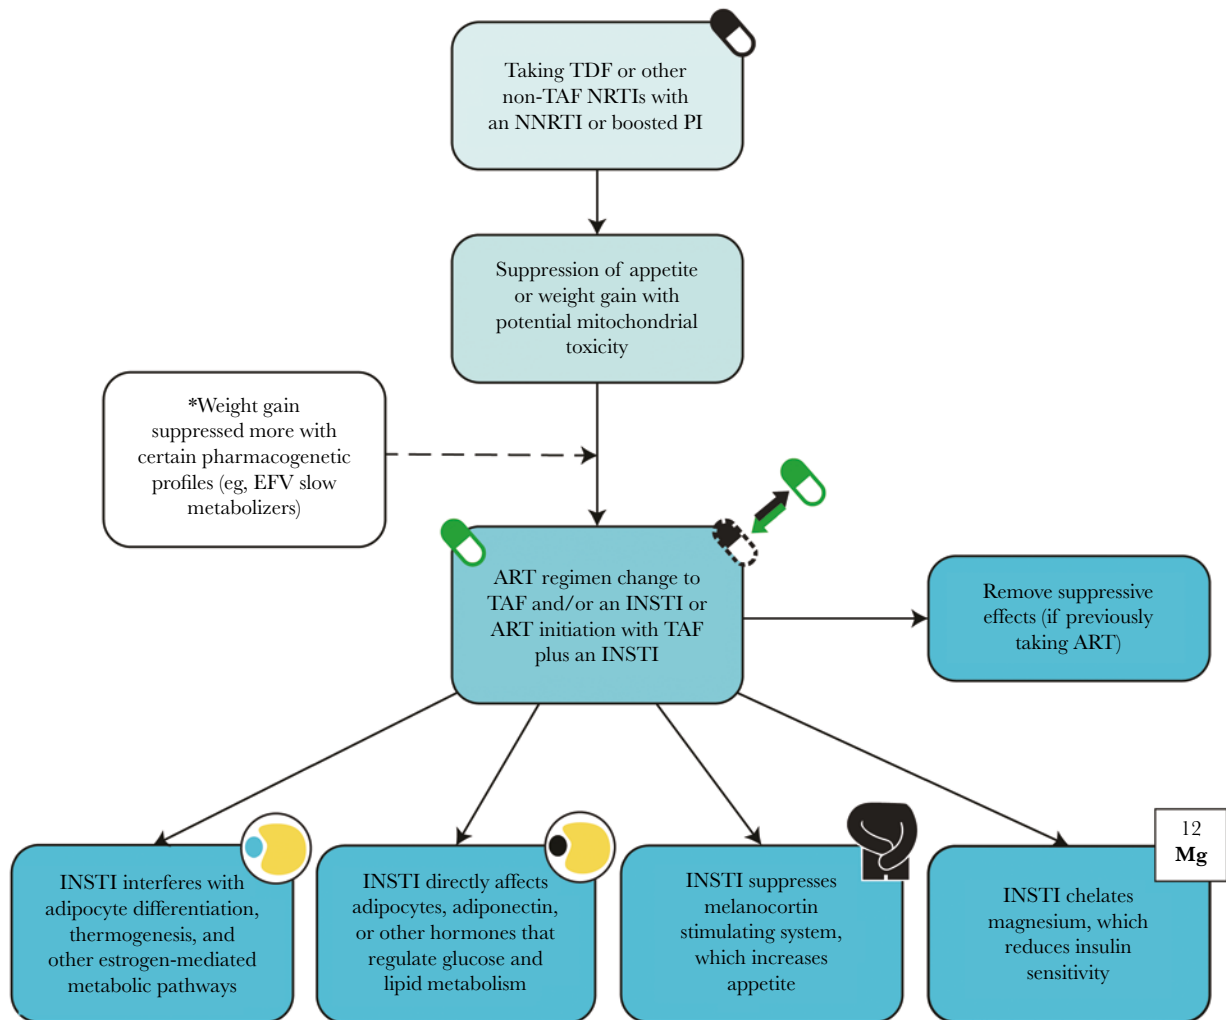 Taking TDF or other
non-TAF NRTIs with
an NNRTI or boosted PI
Suppression of appetite
or weight gain with
potential mitochondrial
toxicity
*Weight gain
suppressed more with
certain pharmacogenetic
profiles (eg, EFV slow
metabolizers)
ART regimen change to
TAF and/or an INSTI or
ART initiation with TAF
plus an INSTI
Remove suppressive
effects (if previously
taking ART)
INSTI interferes with
adipocyte differentiation,
thermogenesis, and
other estrogen-mediated
metabolic pathways
INSTI directly affects
adipocytes, adiponectin,
or other hormones that
regulate glucose and
lipid metabolism
INSTI suppresses
melanocortin
stimulating system,
which increases
appetite
12
Mg
INSTI chelates
magnesium, which
reduces insulin
sensitivity